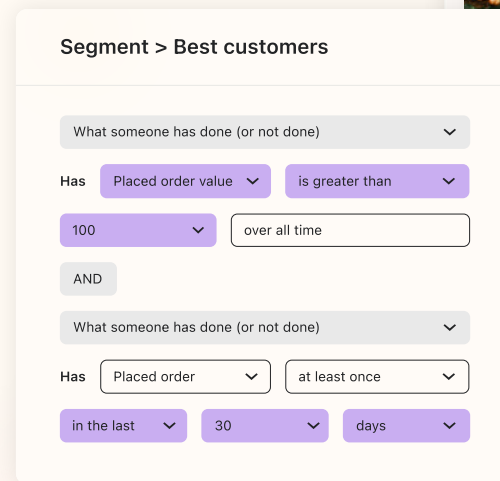 Segment > Best customers
What someone has done (or not done)
Has Placed order value is greater than
100 over all time
AND
What someone has done (or not done)
Has Placed order at least once
in the last 30 days